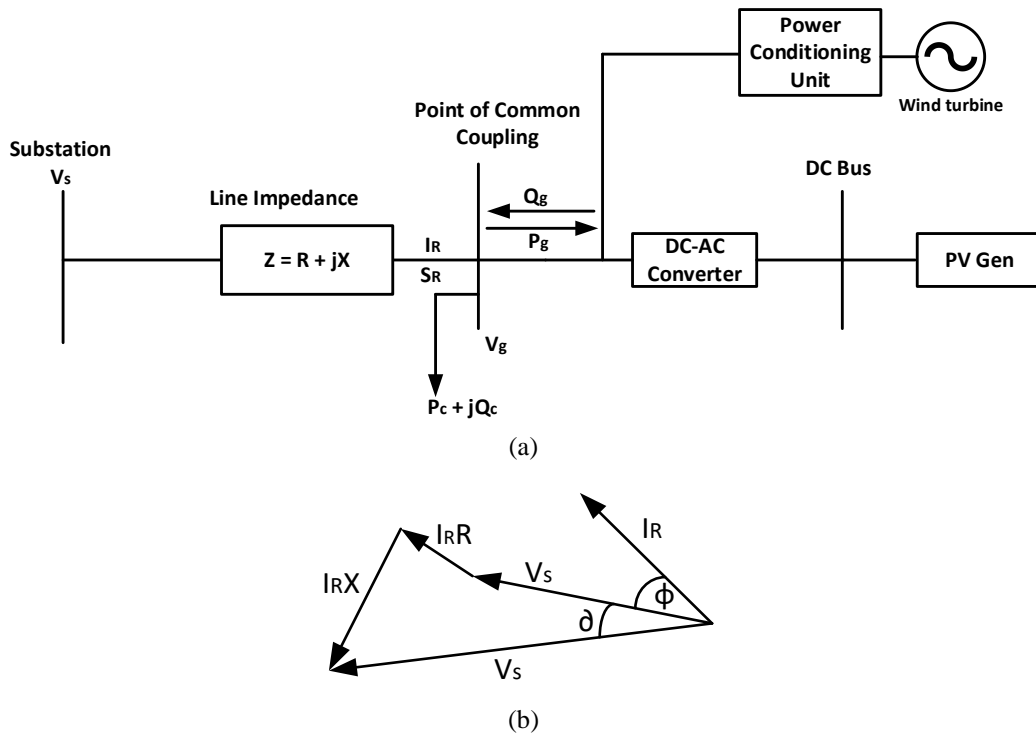 Power
Conditioning
Unit
Wind turbine
Point of Common
Coupling
Substation
Vs
Line Impedance
DC Bus
Qg
Pg
Z = R + jX
IR
SR
DC-AC
Converter
PV Gen
Vg
Pc + jQc
(a)
IR
IRR
Vs
IRX
ϕ
∂
Vs
(b)